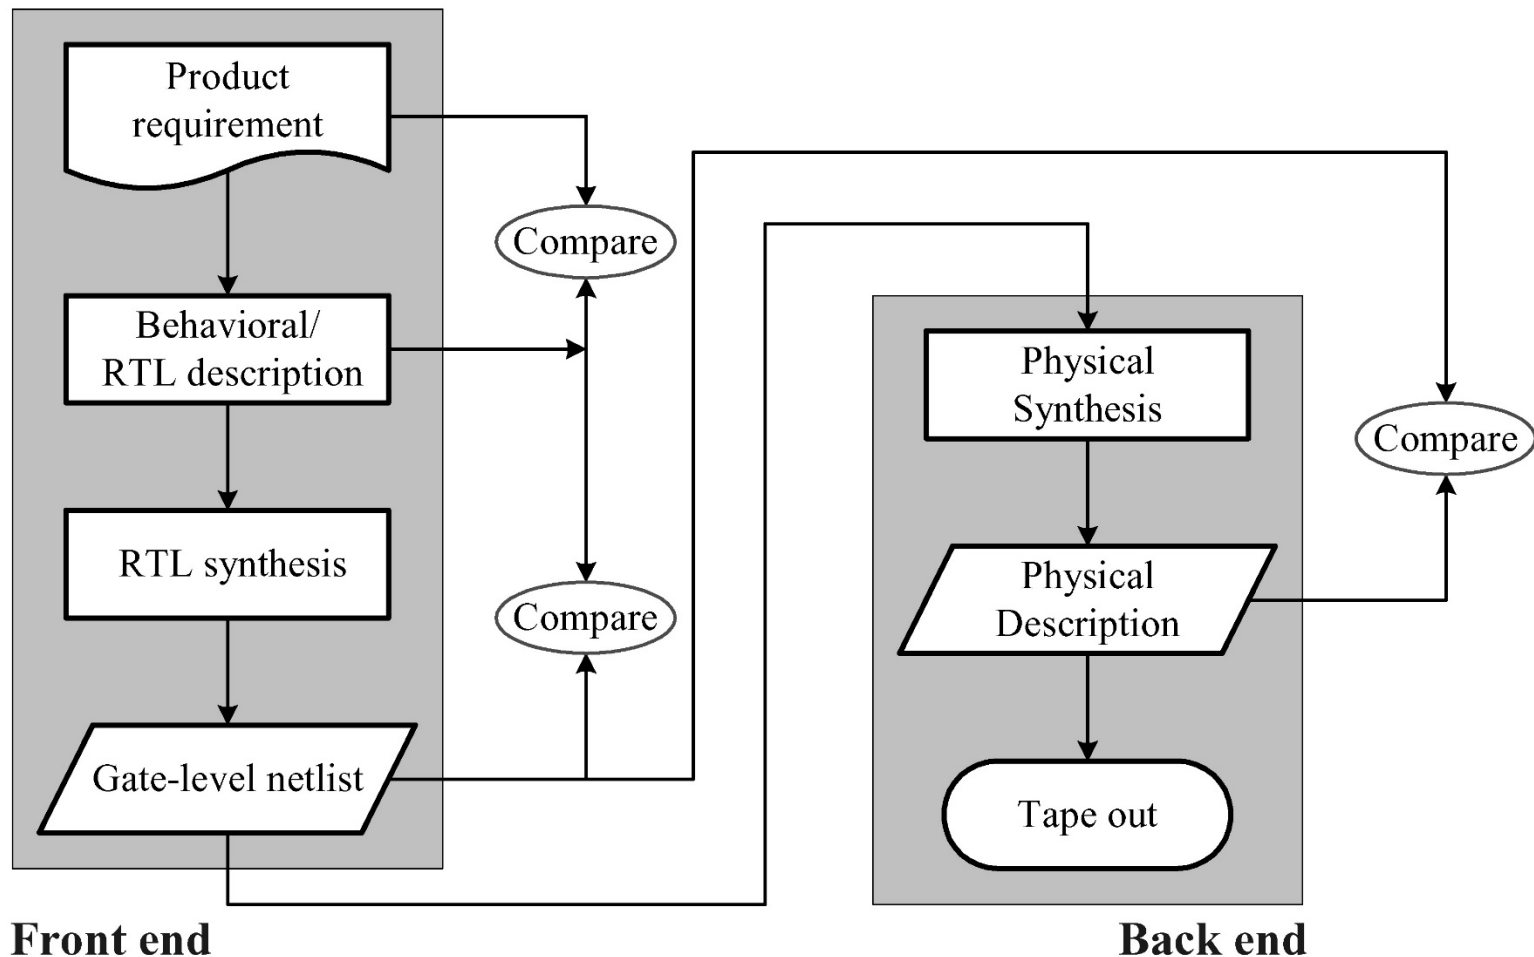 Product
requirement
Compare
Behavioral/
RTL description
RTL synthesis
Compare
Gate-level netlist
Front end
Physical
Synthesis
Compare
Physical
Description
Tape out
Back end